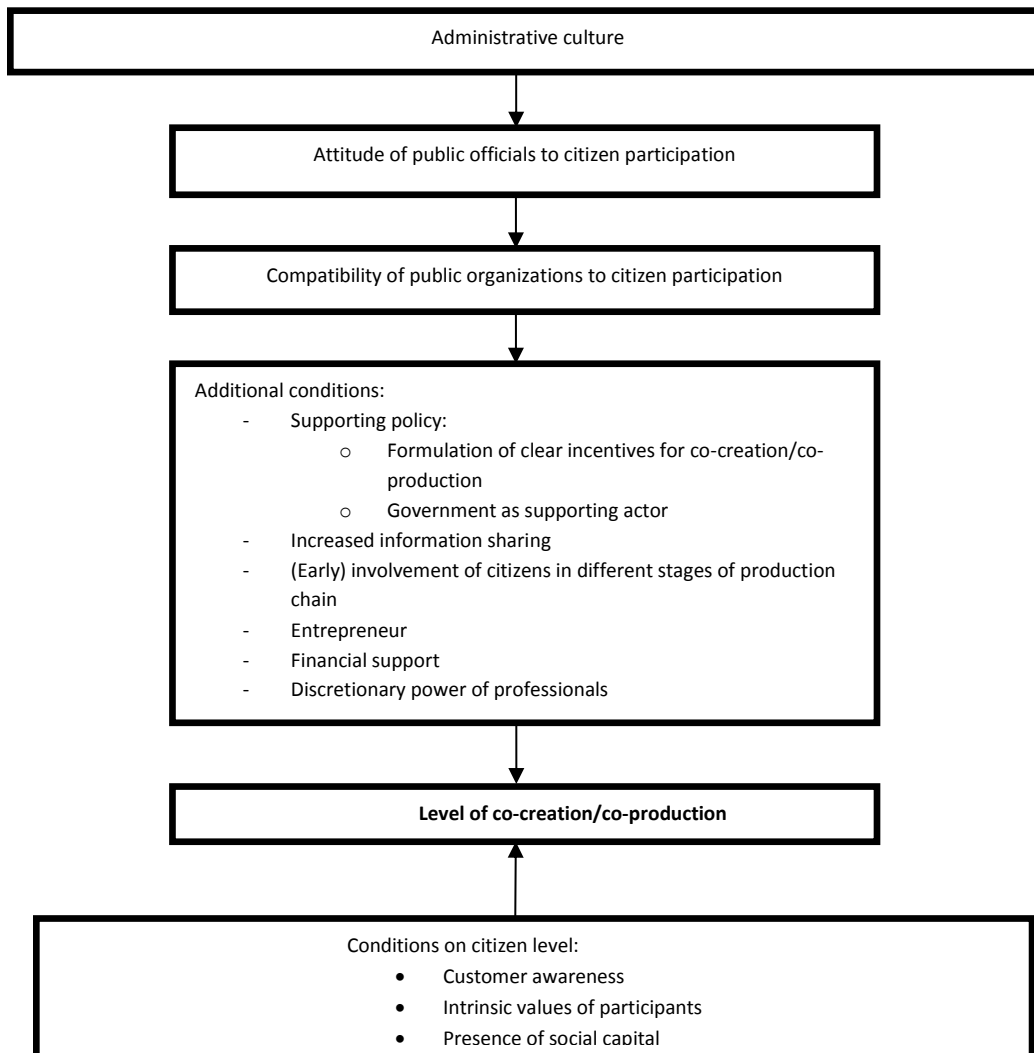 Administrative culture
Attitude of public officials to citizen participation
Compatibility of public organizations to citizen participation
Additional conditions:
- Supporting policy:
o Formulation of clear incentives for co-creation/co-
production
o Government as supporting actor
- Increased information sharing
- (Early) involvement of citizens in different stages of production
chain
- Entrepreneur
- Financial support
- Discretionary power of professionals
Level of co-creation/co-production
Conditions on citizen level:
• Customer awareness
• Intrinsic values of participants
• Presence of social capital